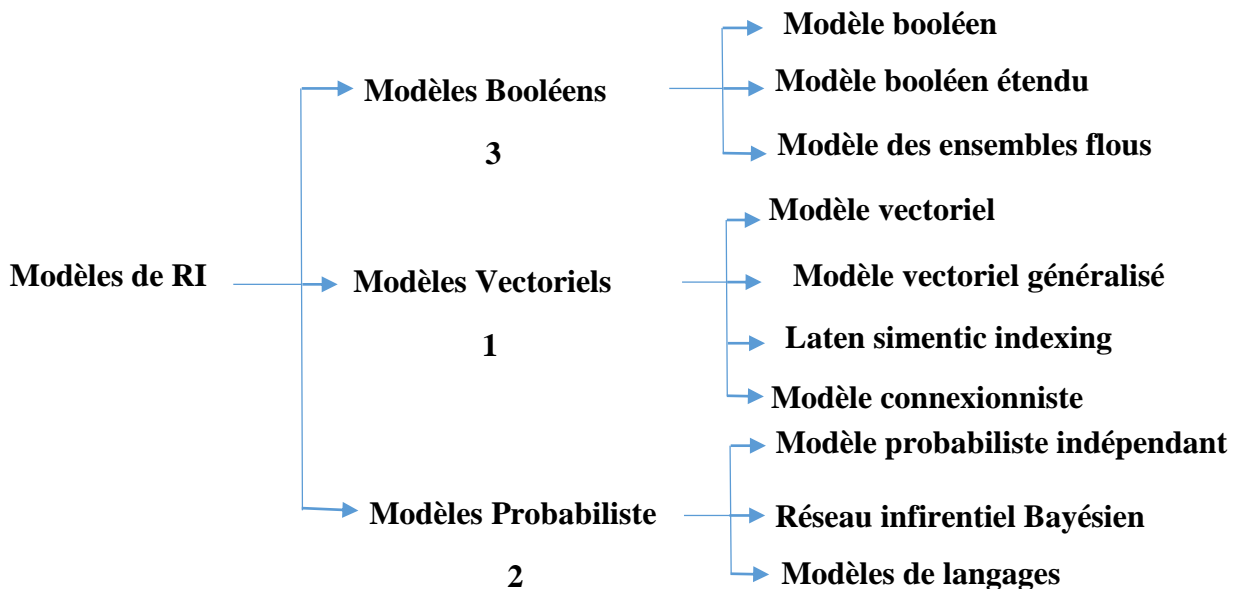 Modèles de RI
Modèles Booléens
3
Modèle booléen
Modèle booléen étendu
Modèle des ensembles flous
Modèles Vectoriels
1
Modèle vectoriel
Modèle vectoriel généralisé
Laten simentic indexing
Modèle connexionniste
Modèles Probabiliste
2
Modèle probabiliste indépendant
Réseau infirentiel Bayésien
Modèles de langages